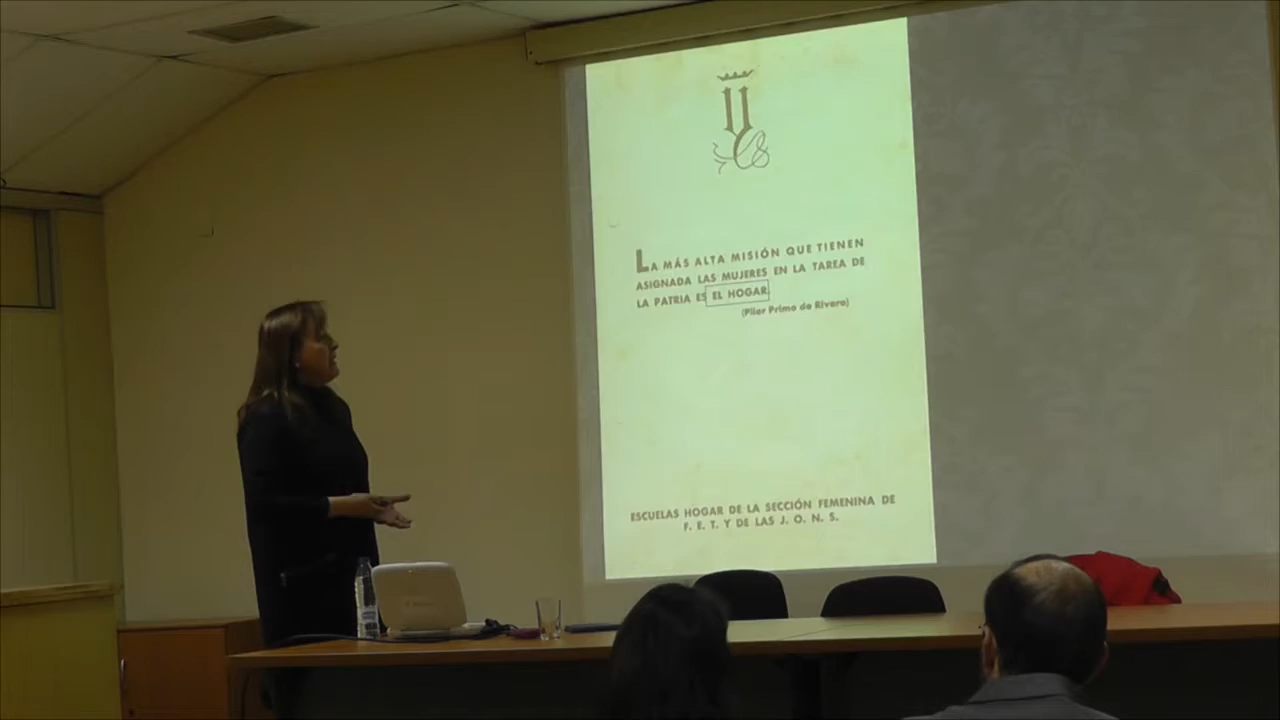 LA MÁS ALTA MISIÓN QUE TIENEN
ASIGNADA LAS MUJERES EN LA TAREA DE
LA PATRIA ES EL HOGAR
(Pilar Primo de Rivera)
ESCUELAS HOGAR DE LA SECCIÓN FEMENINA DE
F. E. T. Y DE LAS J. O. N. S.